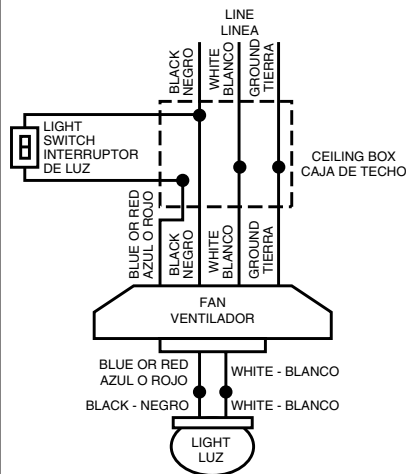 LINE
LINEA
BLACK
NEGRO
WHITE
BLANCO
GROUND
TIERRA
LIGHT
SWITCH
INTERRUPTOR
DE LUZ
CEILING BOX
CAJA DE TECHO
BLUE OR RED
AZUL O ROJO
BLACK
NEGRO
WHITE
BLANCO
GROUND
TIERRA
FAN
VENTILADOR
BLUE OR RED
AZUL O ROJO
WHITE - BLANCO
BLACK - NEGRO
WHITE - BLANCO
LIGHT
LUZ